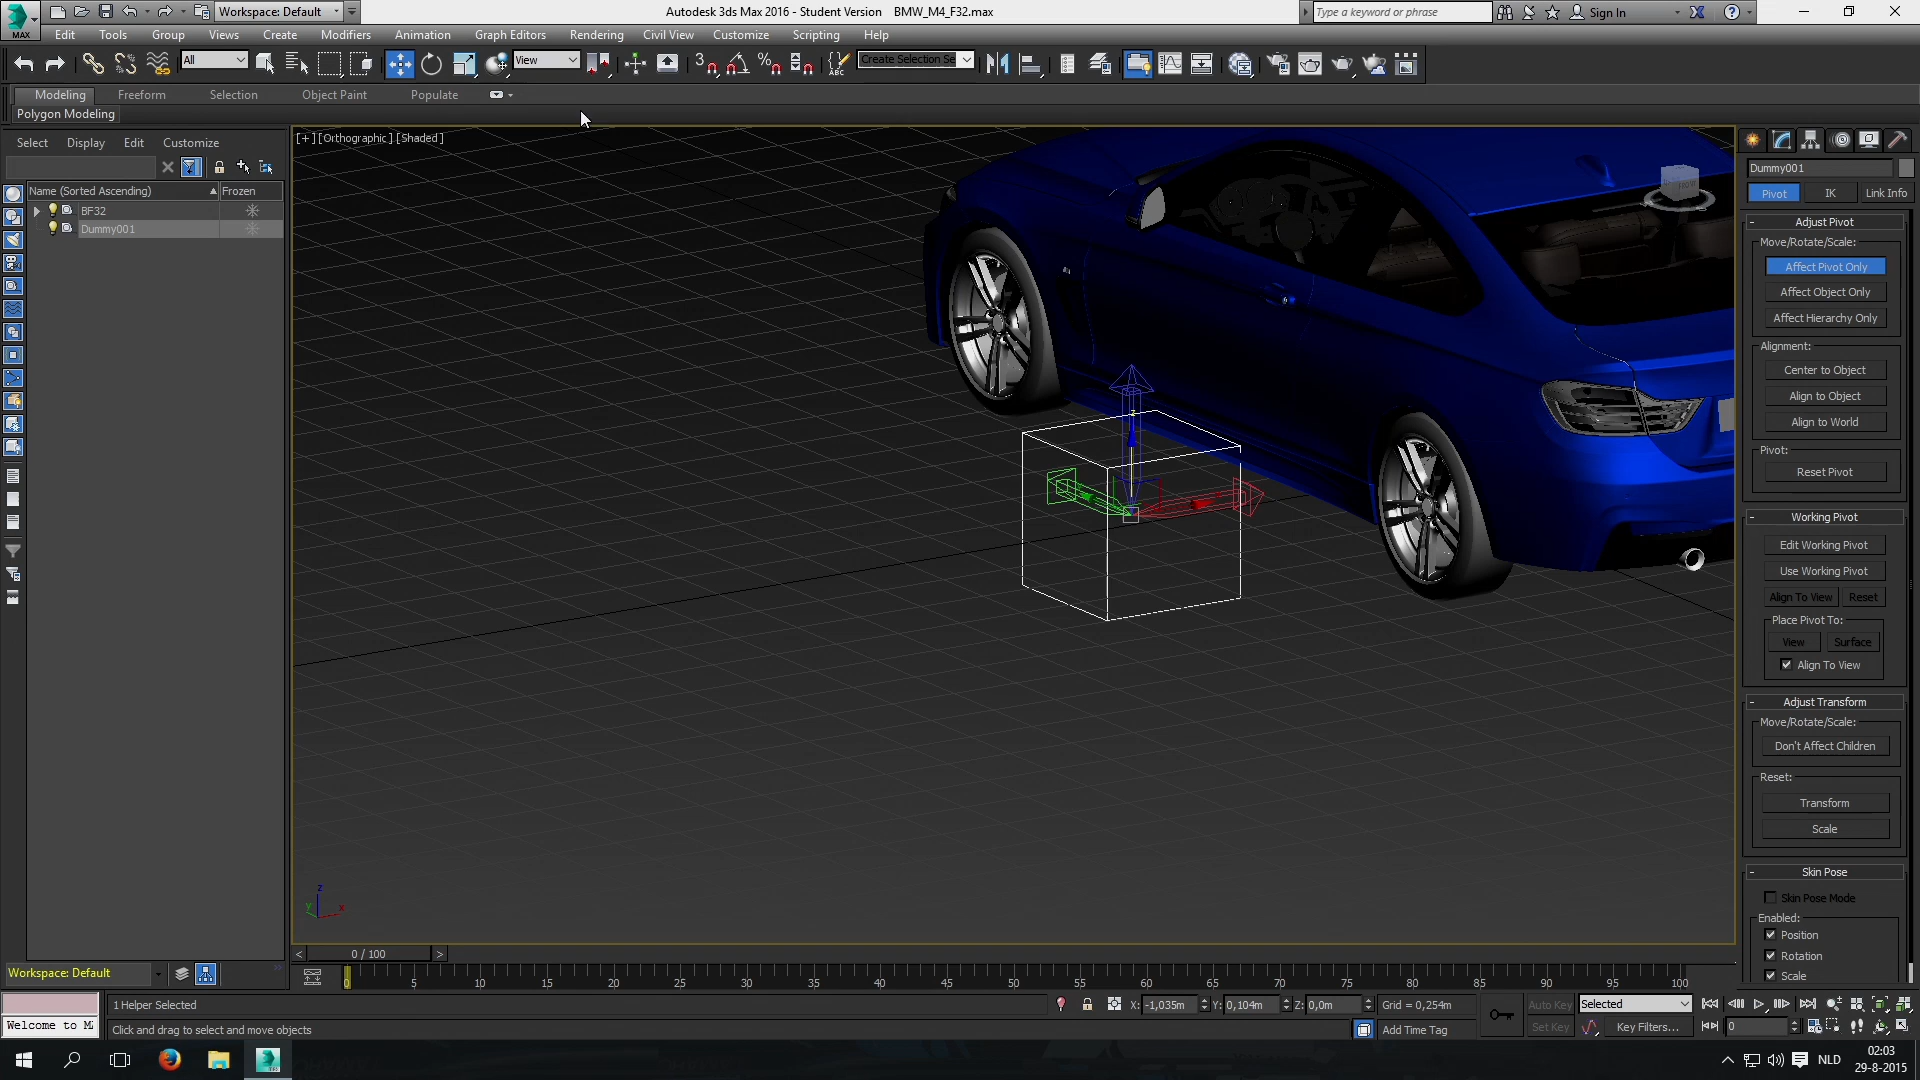 Workspace: Default
Autodesk 3ds Max 2016 - Student Version    BMW_M4_F32.max
Type a keyword or phrase
Sign In
MAX
Edit Tools Group Views Create Modifiers Animation Graph Editors Rendering Civil View Customize Scripting Help
All
View
3
ABC
Create Selection Se
Modeling Freeform Selection Object Paint Populate
Polygon Modeling
Select Display Edit Customize
Name (Sorted Ascending) Frozen
BF32
Dummy001
[+] [Orthographic] [Shaded]
z
z
y
x
Dummy001
Pivot IK Link Info
- Adjust Pivot
Move/Rotate/Scale:
Affect Pivot Only
Affect Object Only
Affect Hierarchy Only
Alignment:
Center to Object
Align to Object
Align to World
Pivot:
Reset Pivot
- Working Pivot
Edit Working Pivot
Use Working Pivot
Align To View Reset
Place Pivot To:
View Surface
Align To View
- Adjust Transform
Move/Rotate/Scale:
Don't Affect Children
Reset:
Transform
Scale
- Skin Pose
Skin Pose Mode
Enabled:
Position
Rotation
Scale
< 0 / 100 >
Workspace: Default
0 5 10 15 20 25 30 35 40 45 50 55 60 65 70 75 80 85 90 95 100
1 Helper Selected
X: -1,035m Y: 0,104m Z: 0,0m Grid = 0,254m
Auto Key Selected
Welcome to M
Click and drag to select and move objects
Add Time Tag
Set Key Key Filters... 0
NLD
02:03
29-8-2015